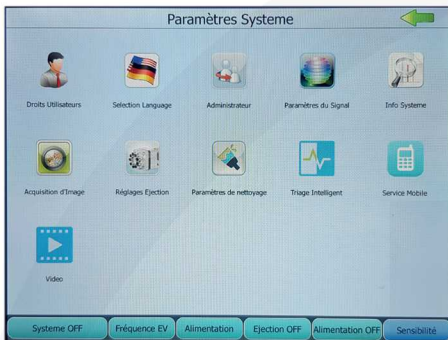 Paramètres Systeme
Droits Utilisateurs
Selection Language
Administrateur
Paramètres du Signal
Info Systeme
Acquisition d'Image
Réglages Ejection
Paramètres de nettoyage
Triage Intelligent
Service Mobile
Video
Systeme OFF
Fréquence EV
Alimentation
Ejection OFF
Alimentation OFF
Sensibilité